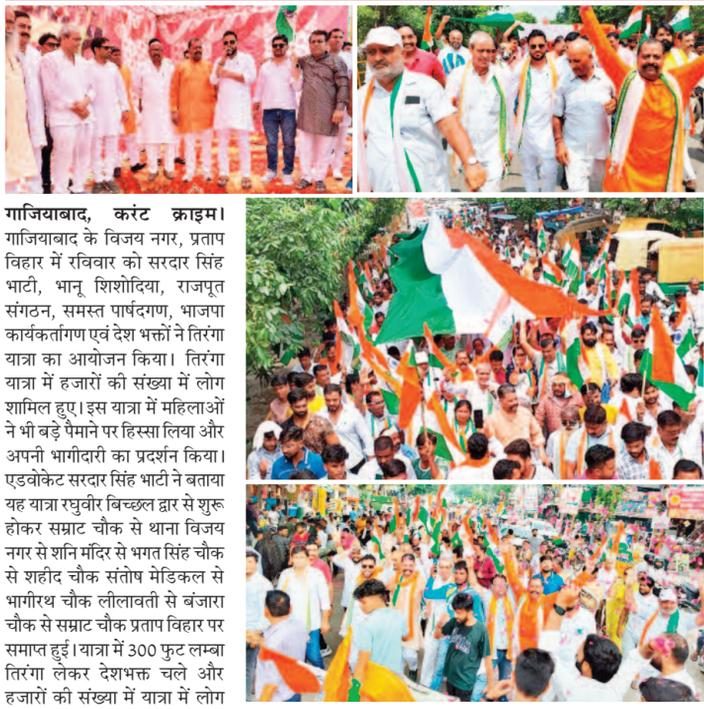 गाजियाबाद, करंट क्राइम।
गाजियाबाद के विजय नगर, प्रताप
विहार में रविवार को सरदार सिंह
भाटी, भानू शिशोदिया, राजपूत
संगठन, समस्त पार्षदगण, भाजपा
कार्यकर्तागण एवं देश भक्तों ने तिरंगा
यात्रा का आयोजन किया। तिरंगा
यात्रा में हजारों की संख्या में लोग
शामिल हुए। इस यात्रा में महिलाओं
ने भी बड़े पैमाने पर हिस्सा लिया और
अपनी भागीदारी का प्रदर्शन किया।
एडवोकेट सरदार सिंह भाटी ने बताया
यह यात्रा रघुवीर बिच्छल द्वार से शुरू
होकर सम्राट चौक से थाना विजय
नगर से शनि मंदिर से भगत सिंह चौक
से शहीद चौक संतोष मेडिकल से
भागीरथ चौक लीलावती से बंजारा
चौक से सम्राट चौक प्रताप विहार पर
समाप्त हुई। यात्रा में 300 फुट लम्बा
तिरंगा लेकर देशभक्त चले और
हजारों की संख्या में यात्रा में लोग